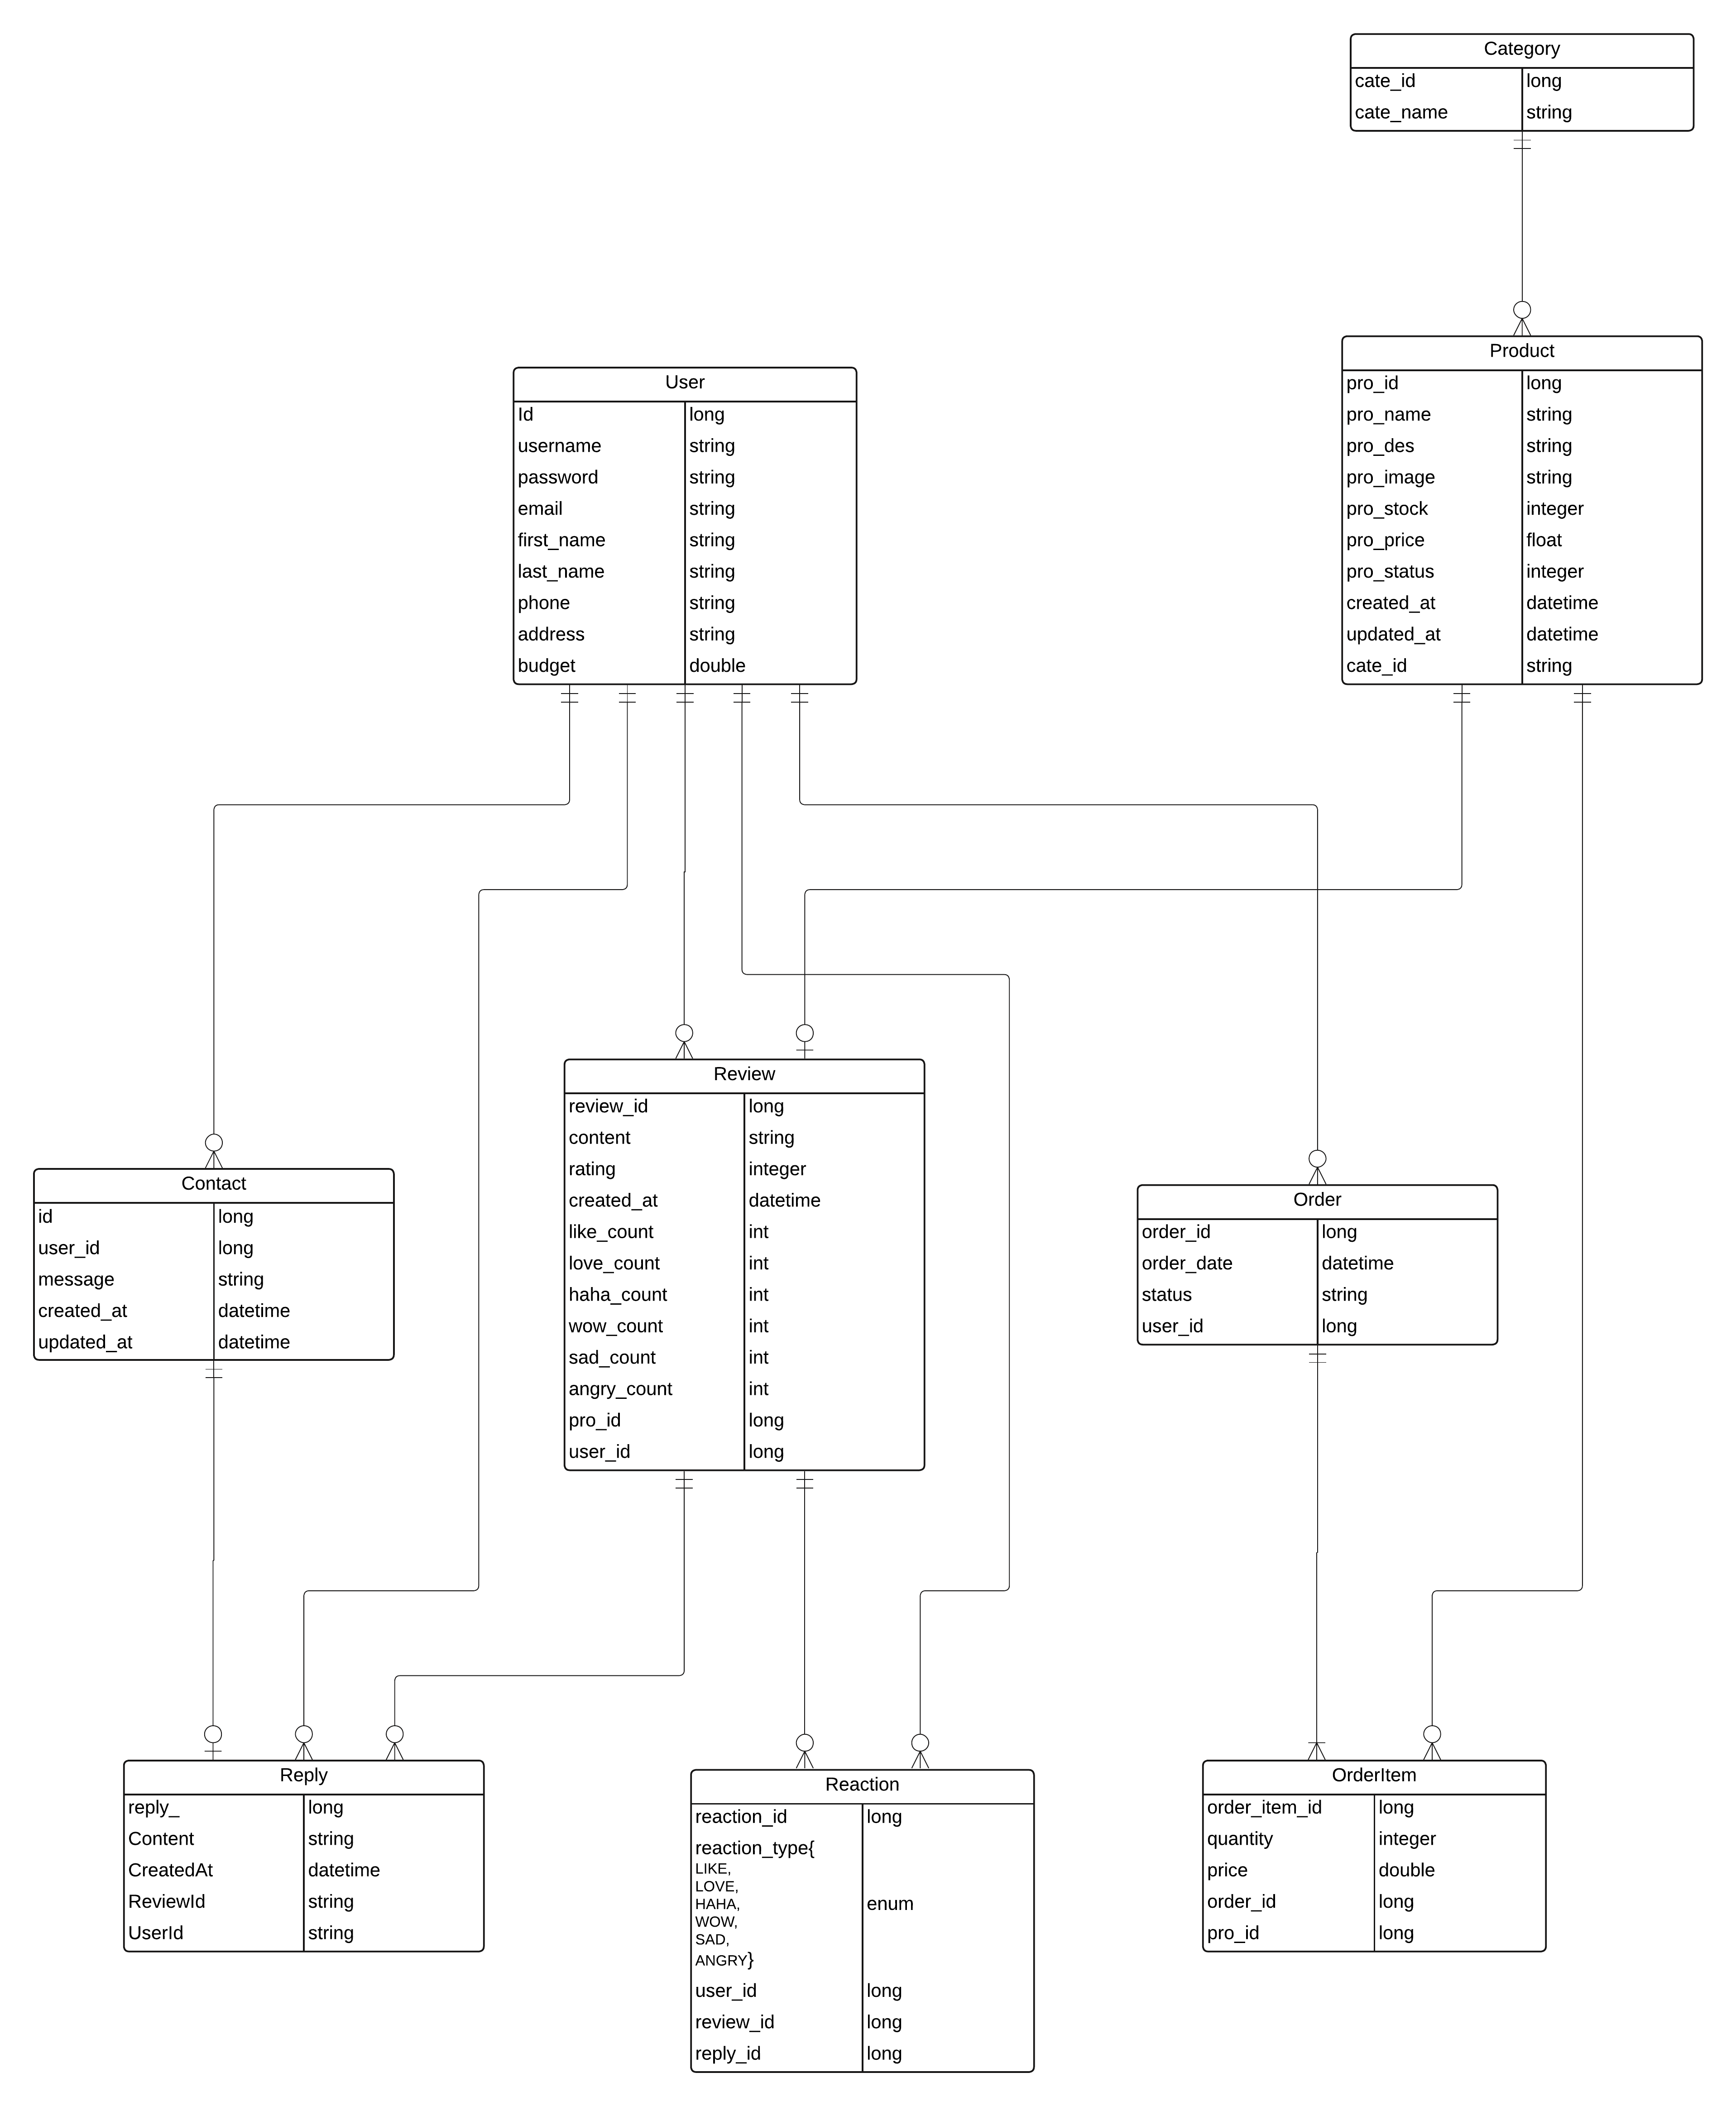 Category
cate_id long
cate_name string
Product
pro_id long
pro_name string
pro_des string
pro_image string
pro_stock integer
pro_price float
pro_status integer
created_at datetime
updated_at datetime
cate_id string
User
Id long
username string
password string
email string
first_name string
last_name string
phone string
address string
budget double
Review
review_id long
content string
rating integer
created_at datetime
like_count int
love_count int
haha_count int
wow_count int
sad_count int
angry_count int
pro_id long
user_id long
Contact
id long
user_id long
message string
created_at datetime
updated_at datetime
Order
order_id long
order_date datetime
status string
user_id long
Reply
reply_ long
Content string
CreatedAt datetime
ReviewId string
UserId string
Reaction
reaction_id long
reaction_type{
LIKE,
LOVE,
HAHA, enum
WOW,
SAD,
ANGRY}
user_id long
review_id long
reply_id long
OrderItem
order_item_id long
quantity integer
price double
order_id long
pro_id long